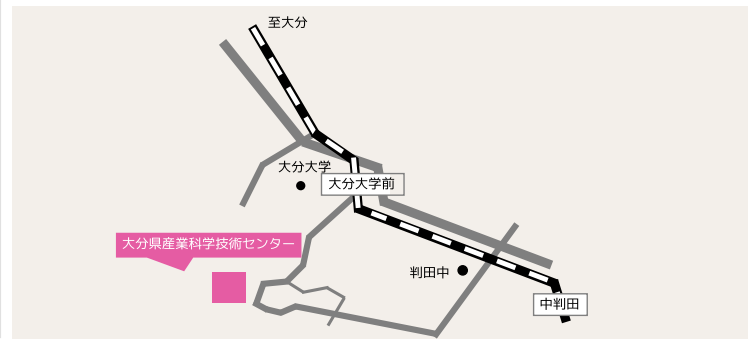 至大分
大分大学
大分大学前
大分県産業科学技術センター
判田中
中判田